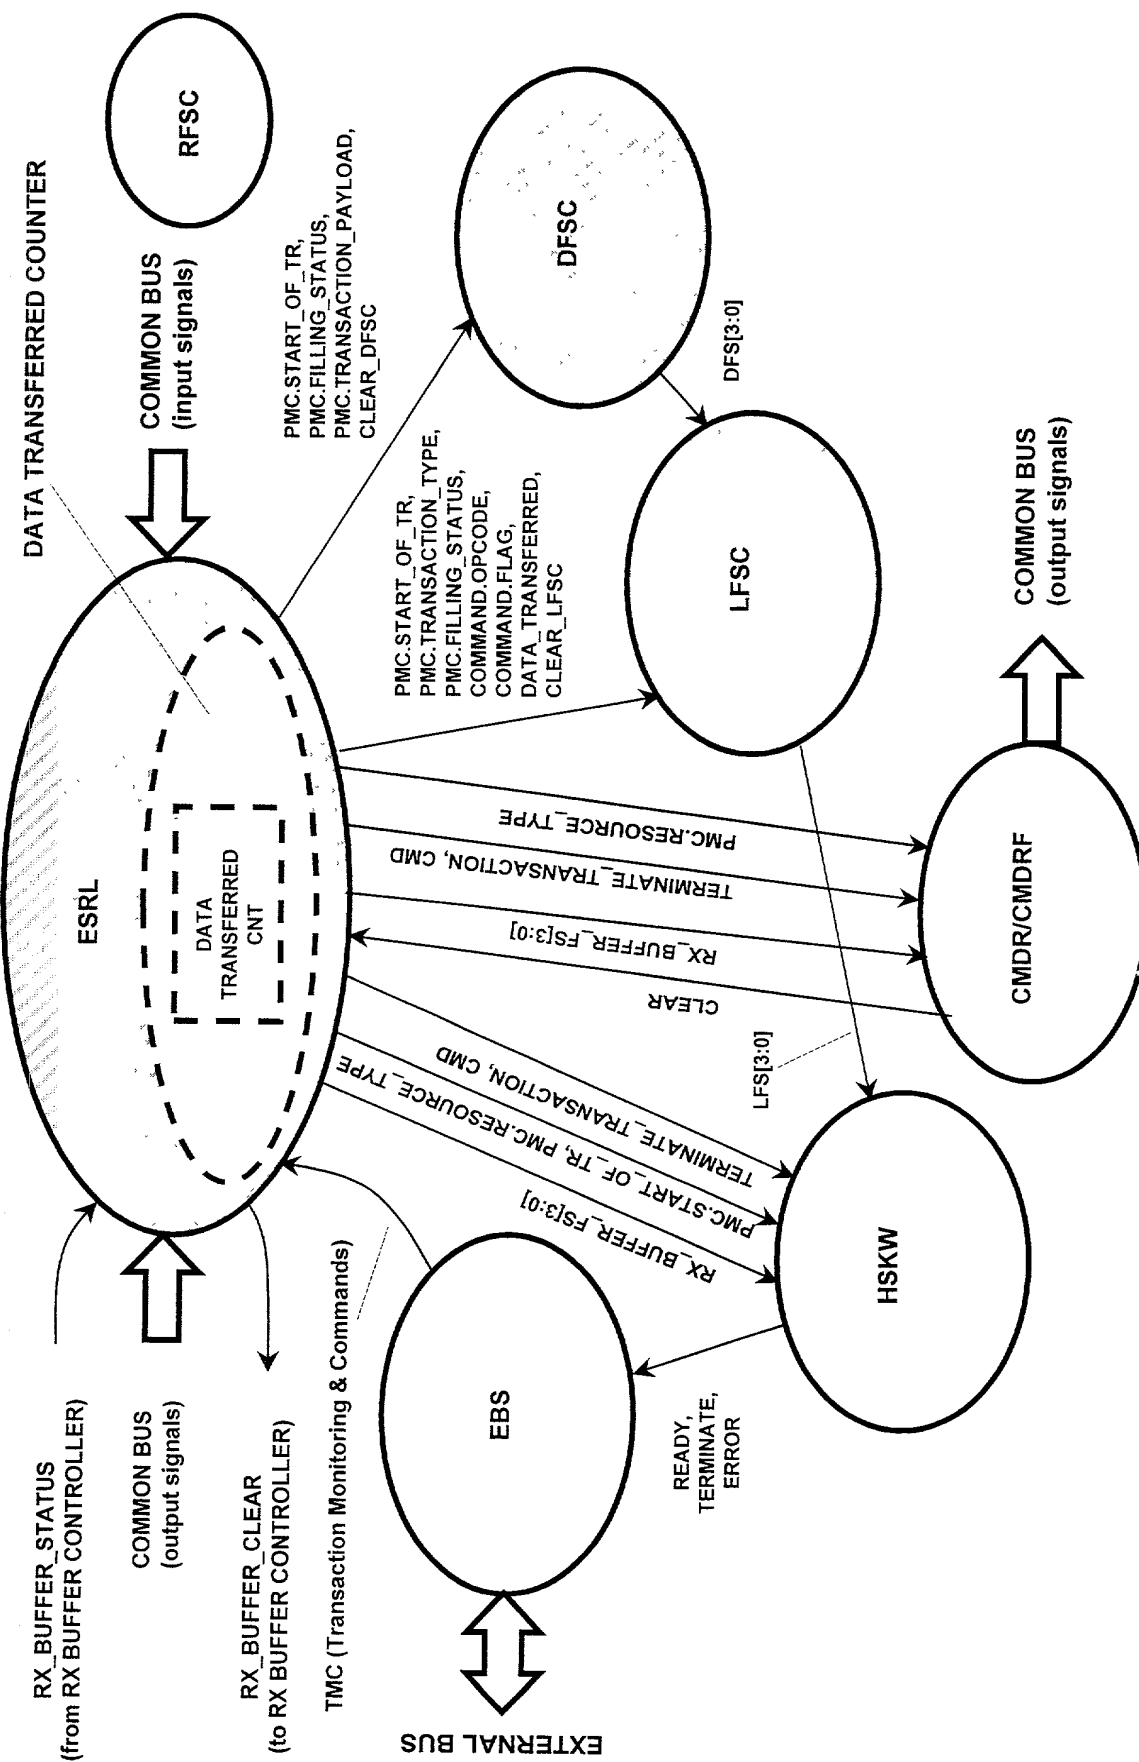 RX_BUFFER_STATUS
(from RX BUFFER CONTROLLER)
COMMON BUS
(output signals)
RX_BUFFER_CLEAR
(to RX BUFFER CONTROLLER)
TMC (Transaction Monitoring & Commands)
EXTERNAL BUS
ESRL
DATA
TRANSFERRED
CNT
DATA TRANSFERRED COUNTER
COMMON BUS
(input signals)
RFSC
PMC.START_OF_TR,
PMC.FILLING_STATUS,
PMC.TRANSACTION_PAYLOAD,
CLEAR_DFSC
DFSC
DFS[3:0]
PMC.START_OF_TR,
PMC.TRANSACTION_TYPE,
PMC.FILLING_STATUS,
COMMAND.OPCODE,
COMMAND.FLAG,
DATA_TRANSFERRED,
CLEAR_LFSC
LFSC
PMC.RESOURCE_TYPE
TERMINATE_TRANSACTION, CMD
RX_BUFFER_FS[3:0]
CLEAR
TERMINATE_TRANSACTION, CMD
PMC.START_OF_TR, PMC.RESOURCE_TYPE
RX_BUFFER_FS[3:0]
LFS[3:0]
EBS
READY,
TERMINATE,
ERROR
HSKW
CMDR/CMDRF
COMMON BUS
(output signals)